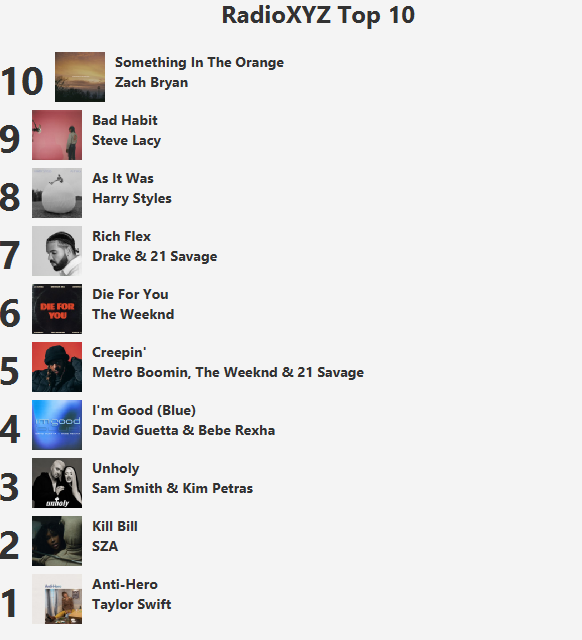 RadioXYZ Top 10
10
Something In The Orange
Zach Bryan
9
Bad Habit
Steve Lacy
8
As It Was
Harry Styles
7
Rich Flex
Drake & 21 Savage
6
DIE FOR
YOU
Die For You
The Weeknd
5
Creepin'
Metro Boomin, The Weeknd & 21 Savage
4
i'm good
I'm Good (Blue)
David Guetta & Bebe Rexha
3
unholy
Unholy
Sam Smith & Kim Petras
2
Kill Bill
SZA
1
Anti-Hero
Taylor Swift